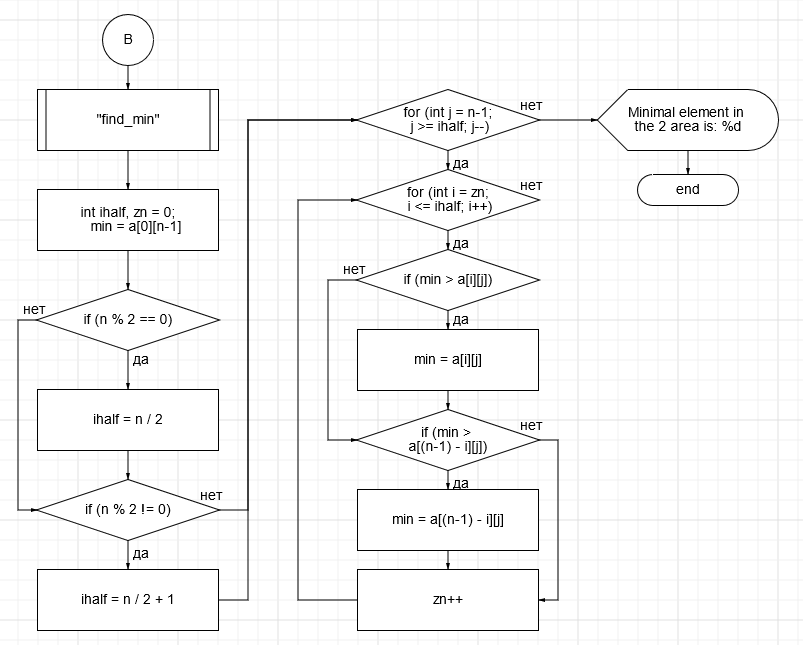 B
"find_min"
int ihalf, zn = 0;
min = a[0][n-1]
нет
if (n % 2 == 0)
да
ihalf = n / 2
нет
if (n % 2 != 0)
да
ihalf = n / 2 + 1
нет
for (int j = n-1;
j >= ihalf; j--)
да
нет
for (int i = zn;
i <= ihalf; i++)
да
нет
if (min > a[i][j])
да
min = a[i][j]
нет
if (min >
a[(n-1) - i][j])
да
min = a[(n-1) - i][j]
zn++
Minimal element in
the 2 area is: %d
end